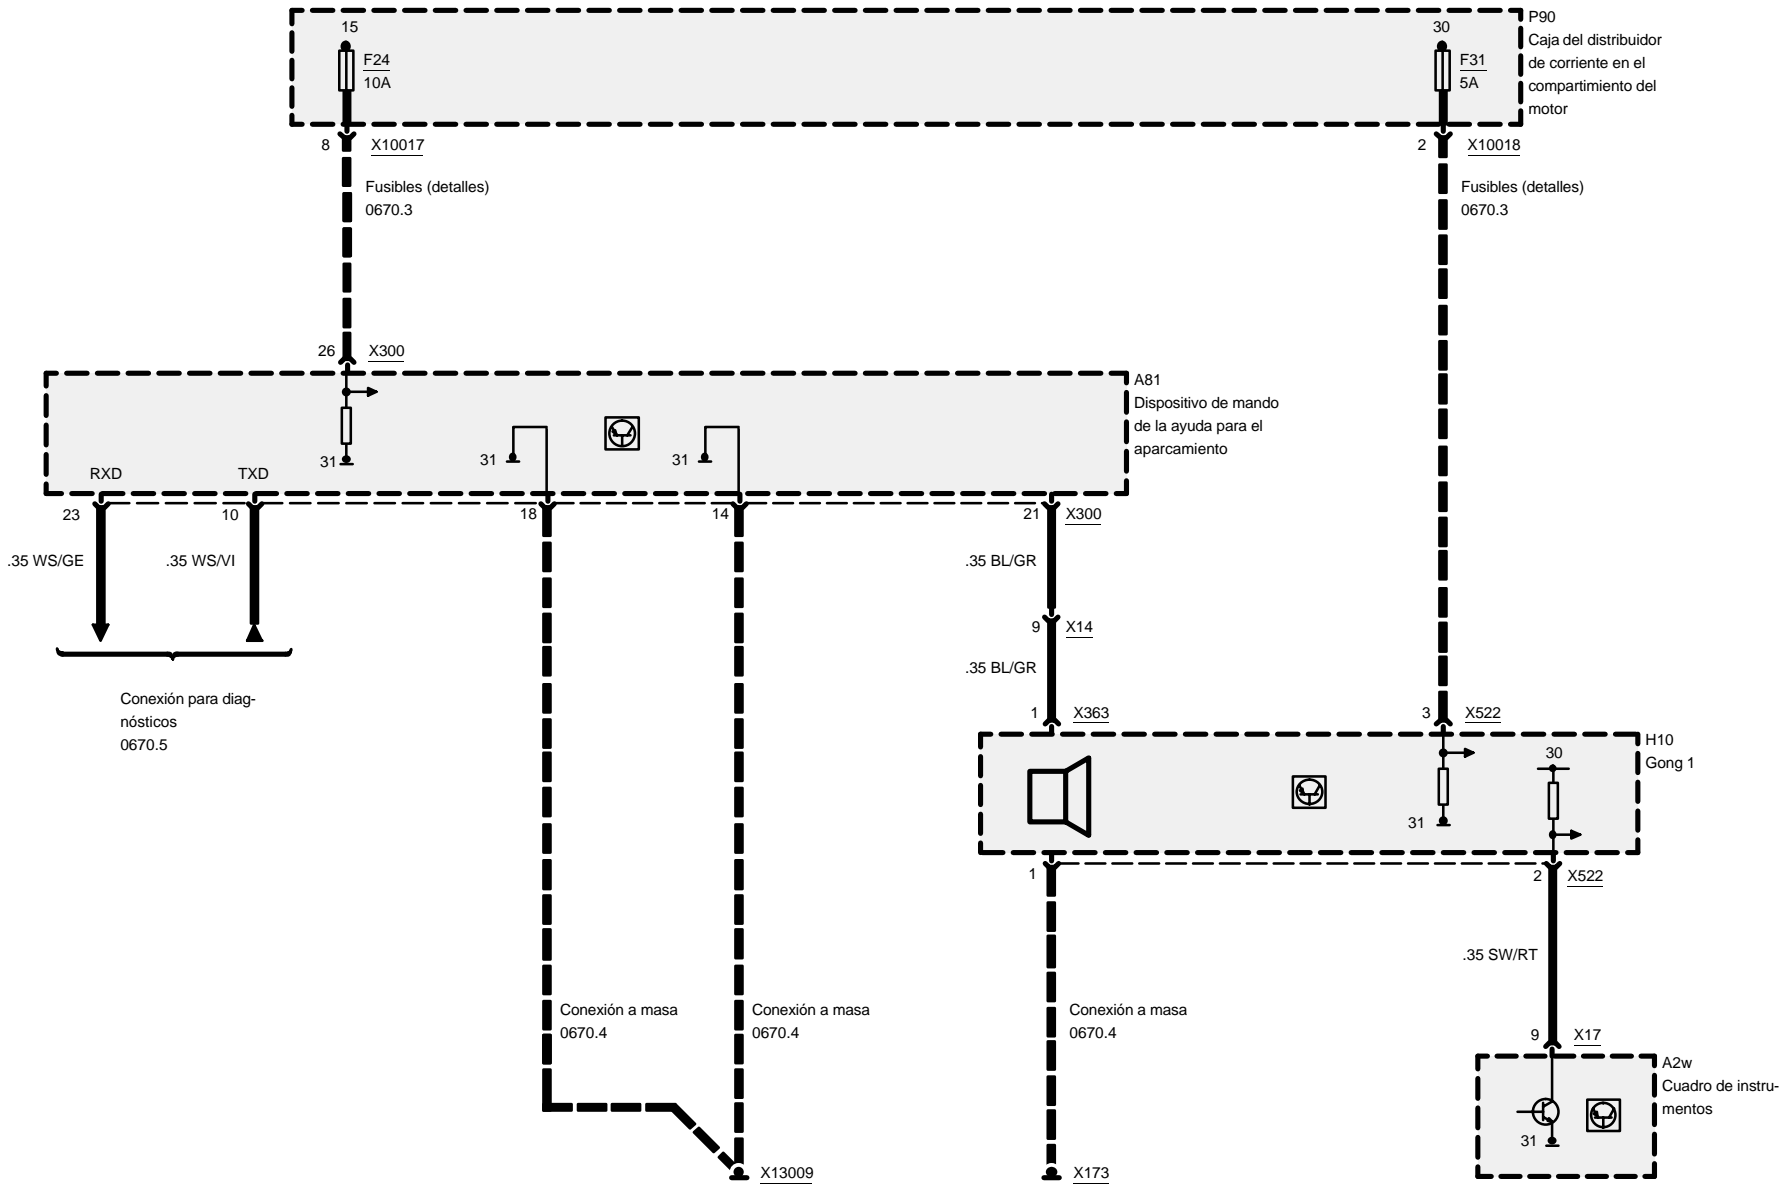 P90
Caja del distribuidor
de corriente en el
compartimiento del
motor
15
F24
10A
30
F31
5A
8 X10017
2 X10018
Fusibles (detalles)
0670.3
Fusibles (detalles)
0670.3
26 X300
A81
Dispositivo de mando
de la ayuda para el
aparcamiento
31
31
31
RXD
TXD
23
10
18
14
21 X300
.35 WS/GE
.35 WS/VI
.35 BL/GR
9 X14
.35 BL/GR
Conexión para diag-
nósticos
0670.5
1 X363
3 X522
H10
Gong 1
30
31
1
2 X522
.35 SW/RT
Conexión a masa
0670.4
Conexión a masa
0670.4
Conexión a masa
0670.4
9 X17
A2w
Cuadro de instru-
mentos
31
X13009
X173